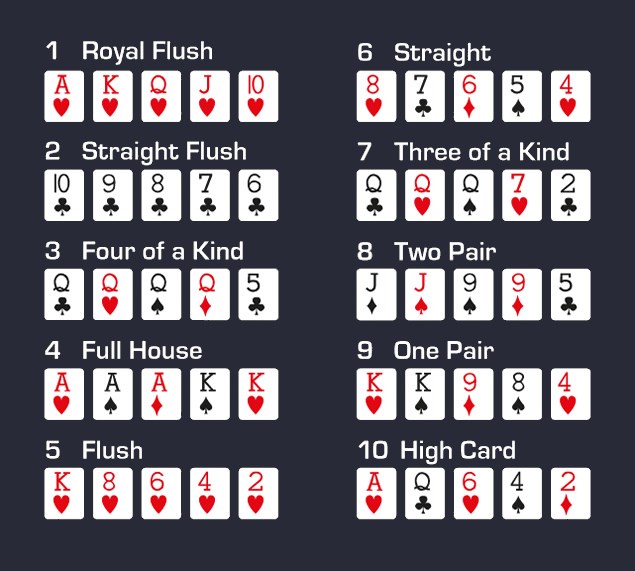 1 Royal Flush
A K Q J 10
2 Straight Flush
10 9 8 7 6
3 Four of a Kind
Q Q Q Q 5
4 Full House
A A A K K
5 Flush
K 8 6 4 2
6 Straight
8 7 6 5 4
7 Three of a Kind
Q Q Q 7 2
8 Two Pair
J J 9 9 5
9 One Pair
K K 9 8 4
10 High Card
A Q 6 4 2